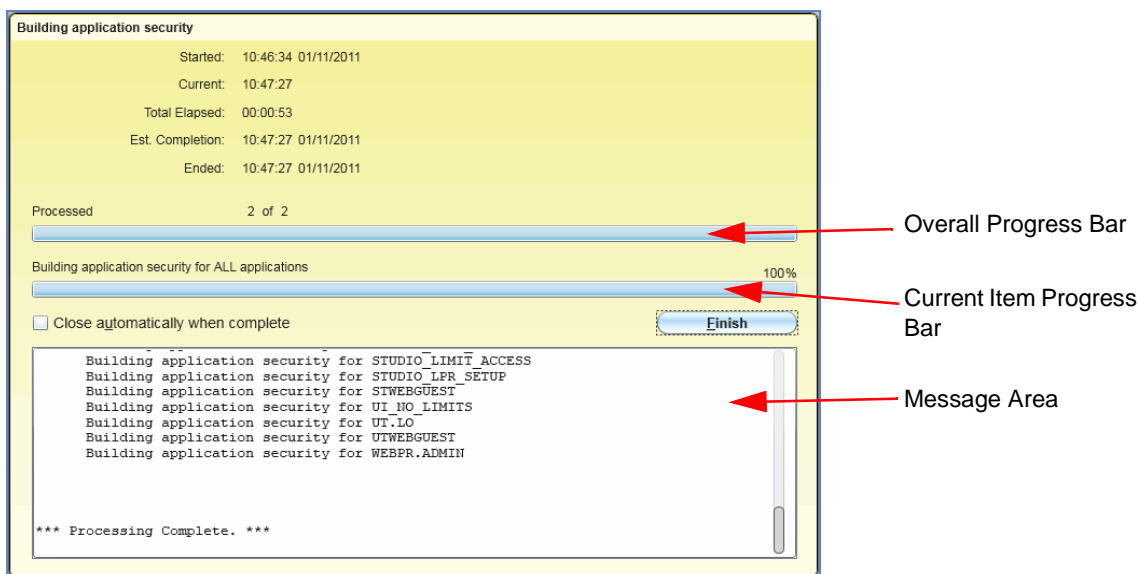 Building application security
Started: 10:46:34 01/11/2011
Current: 10:47:27
Total Elapsed: 00:00:53
Est. Completion: 10:47:27 01/11/2011
Ended: 10:47:27 01/11/2011
Processed 2 of 2
Overall Progress Bar
Building application security for ALL applications 100%
Current Item Progress
Bar
Close automatically when complete
Finish
Building application security for STUDIO_LIMIT_ACCESS
Building application security for STUDIO_LPR_SETUP
Building application security for STWEBGUEST
Building application security for UI_NO_LIMITS
Building application security for UT.LO
Building application security for UTWEBGUEST
Building application security for WEBPR.ADMIN
*** Processing Complete. ***
Message Area